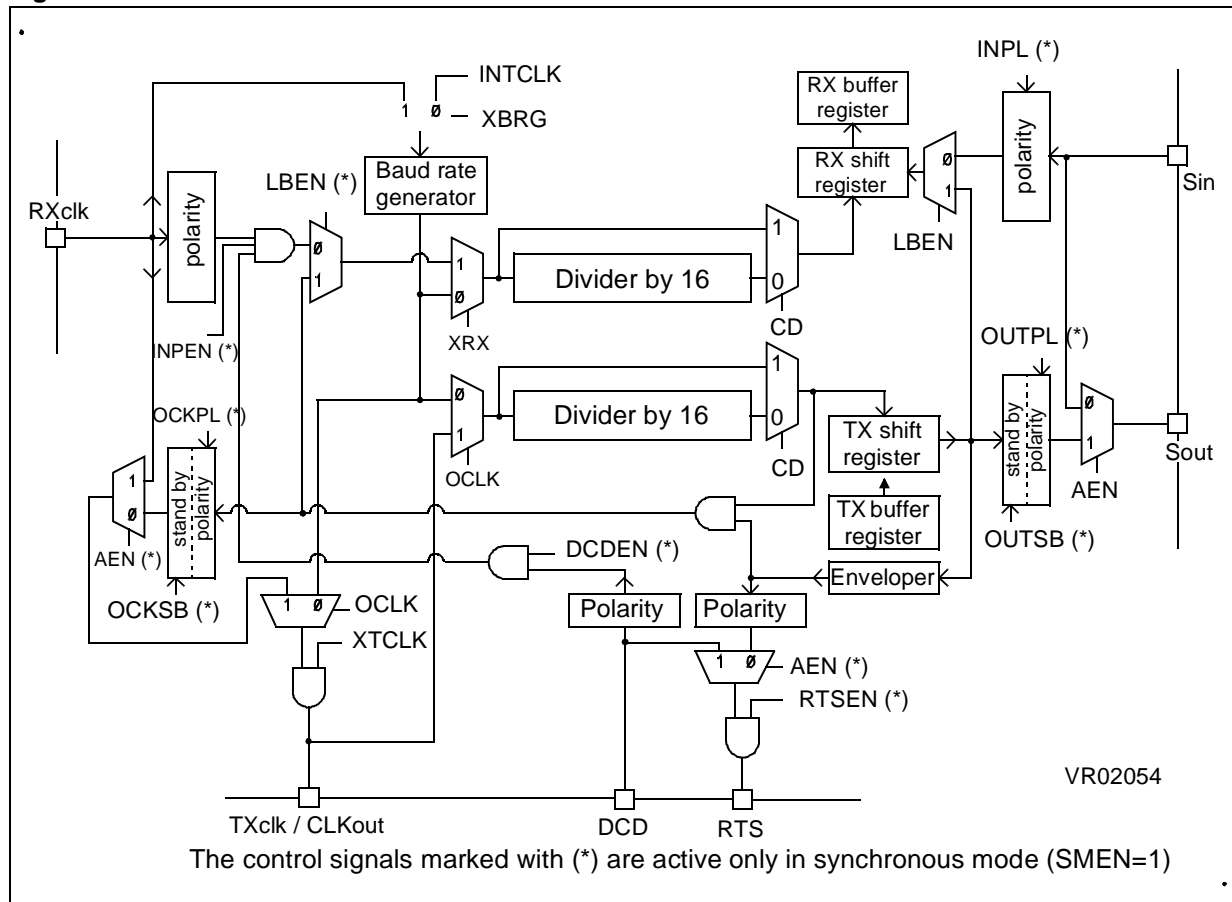 INPL (*)
INTCLK
1 0
XBRG
RX buffer
register
LBEN (*)
Baud rate
generator
RX shift
register
0
1
polarity
Sin
RXclk
polarity
LBEN
0
1
1
0
Divider by 16
1
0
CD
INPEN (*)
XRX
OUTPL (*)
OCKPL (*)
0
1
Divider by 16
1
0
TX shift
register
stand by
polarity
0
1
Sout
CD
OCLK
1
0
stand by
polarity
AEN
TX buffer
register
AEN (*)
DCDEN (*)
OUTSB (*)
OCKSB (*)
Enveloper
1 0
OCLK
Polarity
Polarity
XTCLK
1 0
AEN (*)
RTSEN (*)
VR02054
TXclk / CLKout
DCD
RTS
The control signals marked with (*) are active only in synchronous mode (SMEN=1)